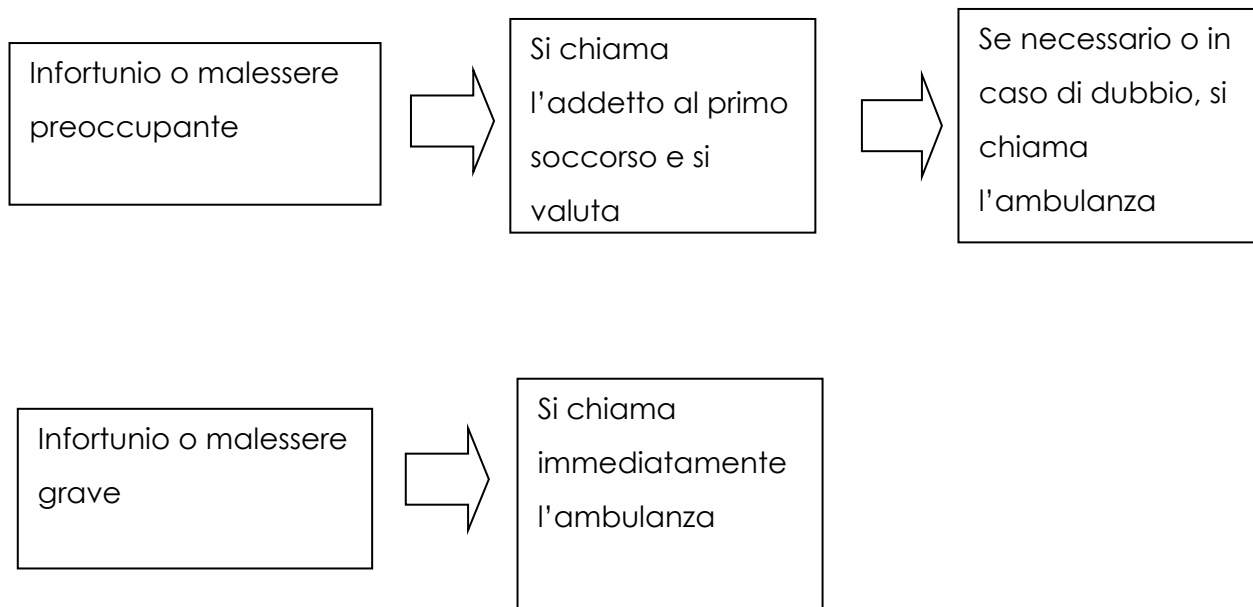 Infortunio o malessere
preoccupante
Si chiama
l’addetto al primo
soccorso e si
valuta
Se necessario o in
caso di dubbio, si
chiama
l’ambulanza
Infortunio o malessere
grave
Si chiama
immediatamente
l’ambulanza